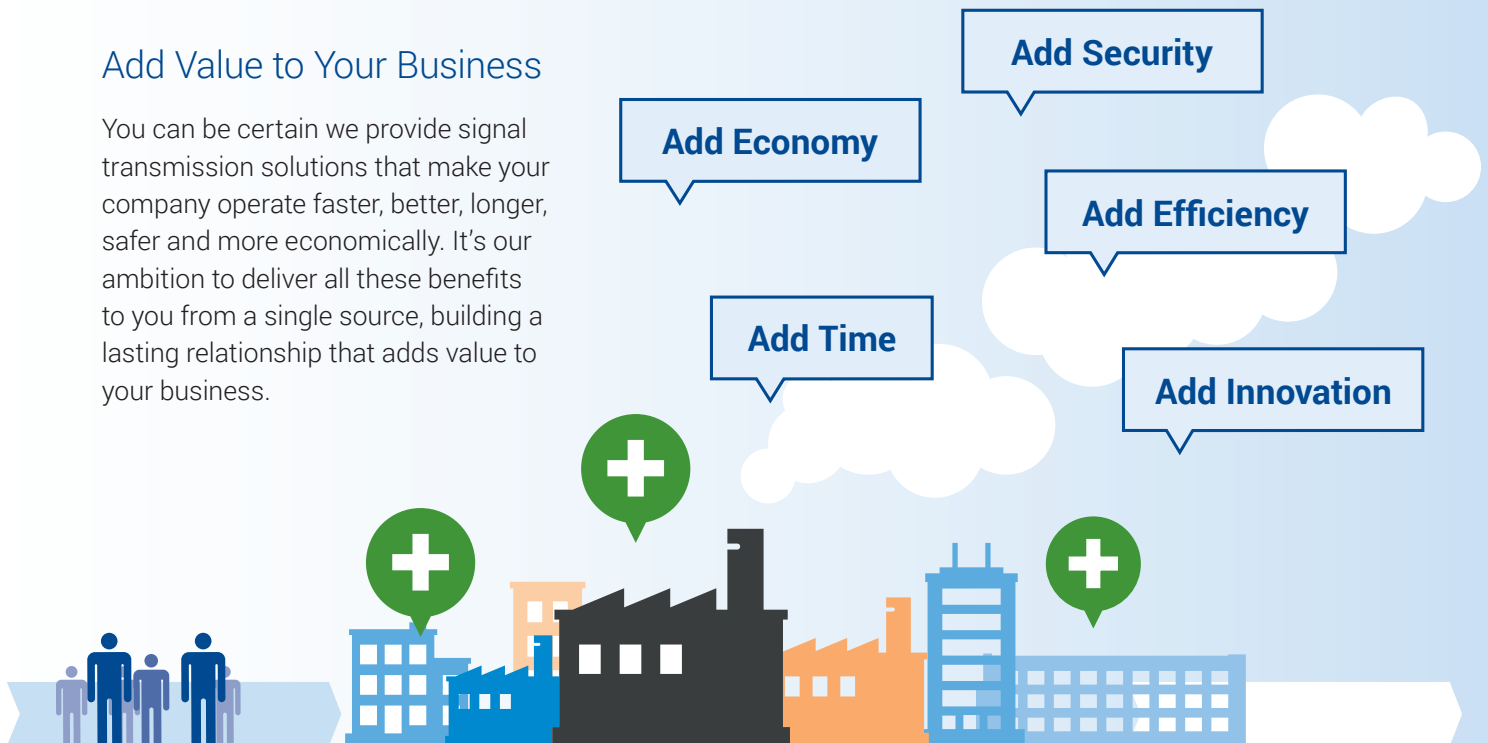 Add Value to Your Business
You can be certain we provide signal
transmission solutions that make your
company operate faster, better, longer,
safer and more economically. It’s our
ambition to deliver all these benefits
to you from a single source, building a
lasting relationship that adds value to
your business.
Add Security
Add Economy
Add Efficiency
Add Time
Add Innovation